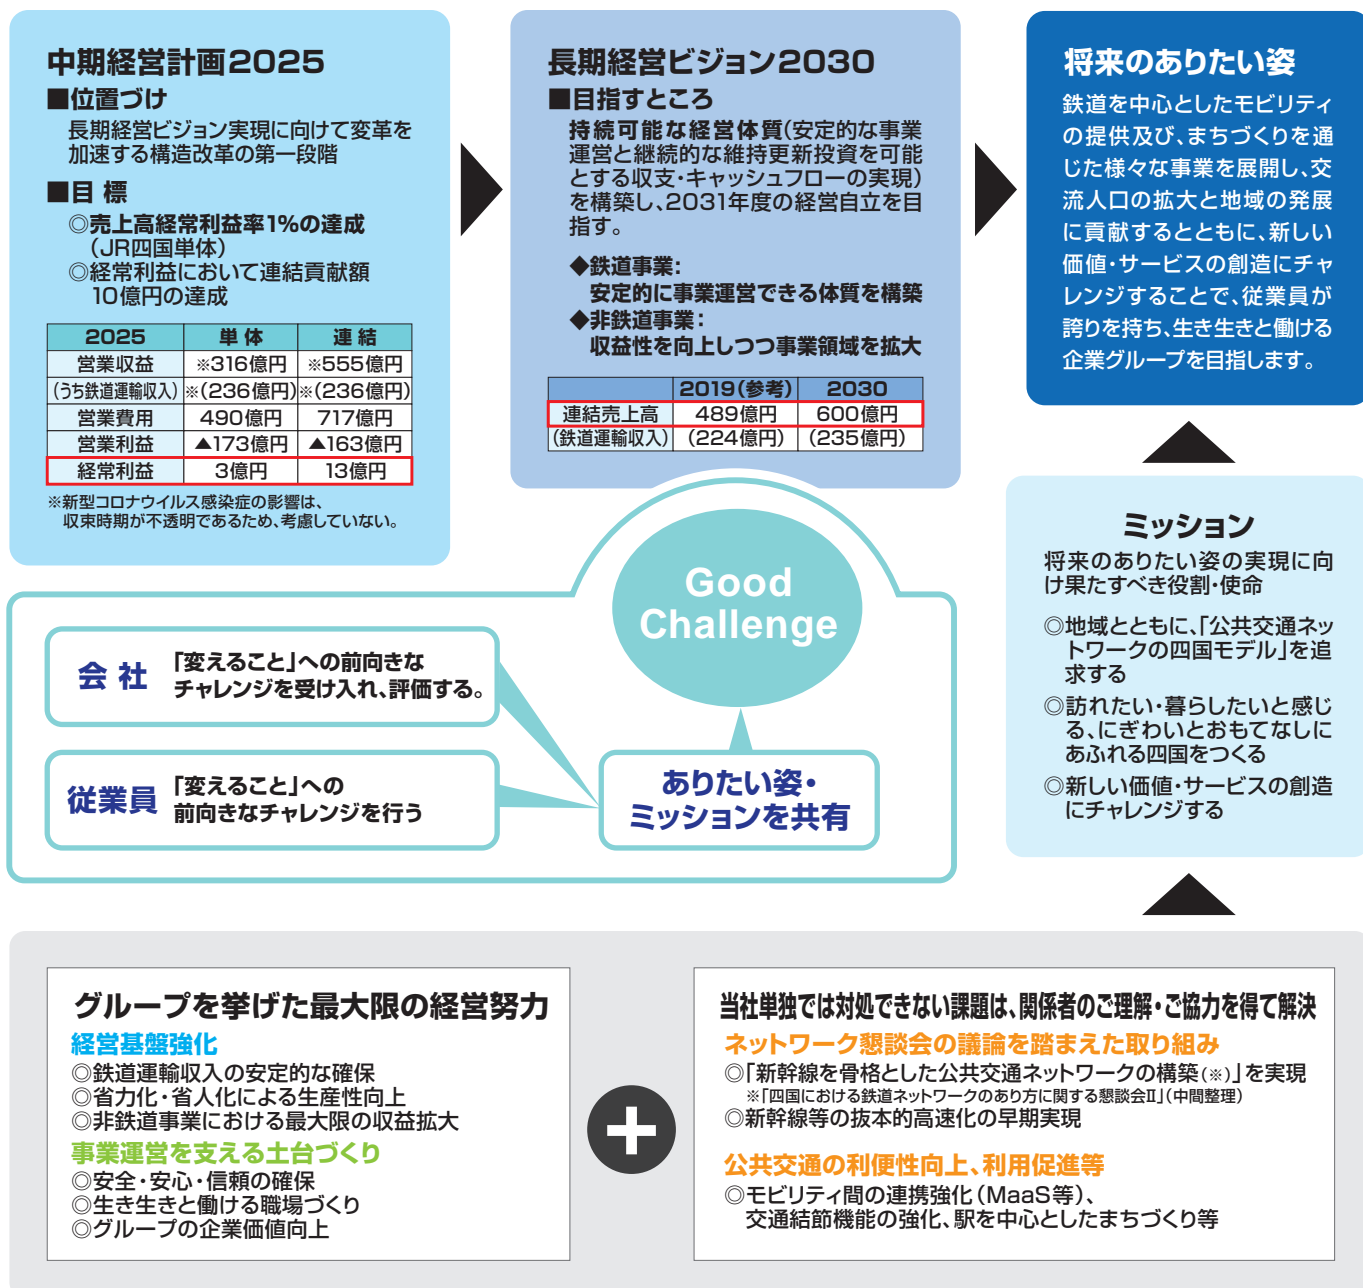 中期経営計画2025
■位置づけ
長期経営ビジョン実現に向けて変革を
加速する構造改革の第一段階
■目 標
◎売上高経常利益率1%の達成
(JR四国単体)
◎経常利益において連結貢献額
10億円の達成
2025 単 体 連 結
営業収益 ※316億円 ※555億円
(うち鉄道運輸収入) ※(236億円) ※(236億円)
営業費用 490億円 717億円
営業利益 ▲173億円 ▲163億円
経常利益 3億円 13億円
※新型コロナウイルス感染症の影響は、
収束時期が不透明であるため、考慮していない。
長期経営ビジョン2030
■目指すところ
持続可能な経営体質(安定的な事業
運営と継続的な維持更新投資を可能
とする収支・キャッシュフローの実現)
を構築し、2031年度の経営自立を目
指す。
◆鉄道事業:
安定的に事業運営できる体質を構築
◆非鉄道事業:
収益性を向上しつつ事業領域を拡大
2019(参考) 2030
連結売上高 489億円 600億円
(鉄道運輸収入) (224億円) (235億円)
将来のありたい姿
鉄道を中心としたモビリティ
の提供及び、まちづくりを通
じた様々な事業を展開し、交
流人口の拡大と地域の発展
に貢献するとともに、新しい
価値・サービスの創造にチャ
レンジすることで、従業員が
誇りを持ち、生き生きと働ける
企業グループを目指します。
ミッション
将来のありたい姿の実現に向
け果たすべき役割・使命
◎地域とともに、「公共交通ネッ
トワークの四国モデル」を追
求する
◎訪れたい・暮らしたいと感じ
る、にぎわいとおもてなしに
あふれる四国をつくる
◎新しい価値・サービスの創造
にチャレンジする
Good
Challenge
会 社
「変えること」への前向きな
チャレンジを受け入れ、評価する。
従業員
「変えること」への
前向きなチャレンジを行う
ありたい姿・
ミッションを共有
グループを挙げた最大限の経営努力
経営基盤強化
◎鉄道運輸収入の安定的な確保
◎省力化・省人化による生産性向上
◎非鉄道事業における最大限の収益拡大
事業運営を支える土台づくり
◎安全・安心・信頼の確保
◎生き生きと働ける職場づくり
◎グループの企業価値向上
当社単独では対処できない課題は、関係者のご理解・ご協力を得て解決
ネットワーク懇談会の議論を踏まえた取り組み
◎「新幹線を骨格とした公共交通ネットワークの構築(※)」を実現
※「四国における鉄道ネットワークのあり方に関する懇談会Ⅱ」(中間整理)
◎新幹線等の抜本的高速化の早期実現
公共交通の利便性向上、利用促進等
◎モビリティ間の連携強化(MaaS等)、
交通結節機能の強化、駅を中心としたまちづくり等